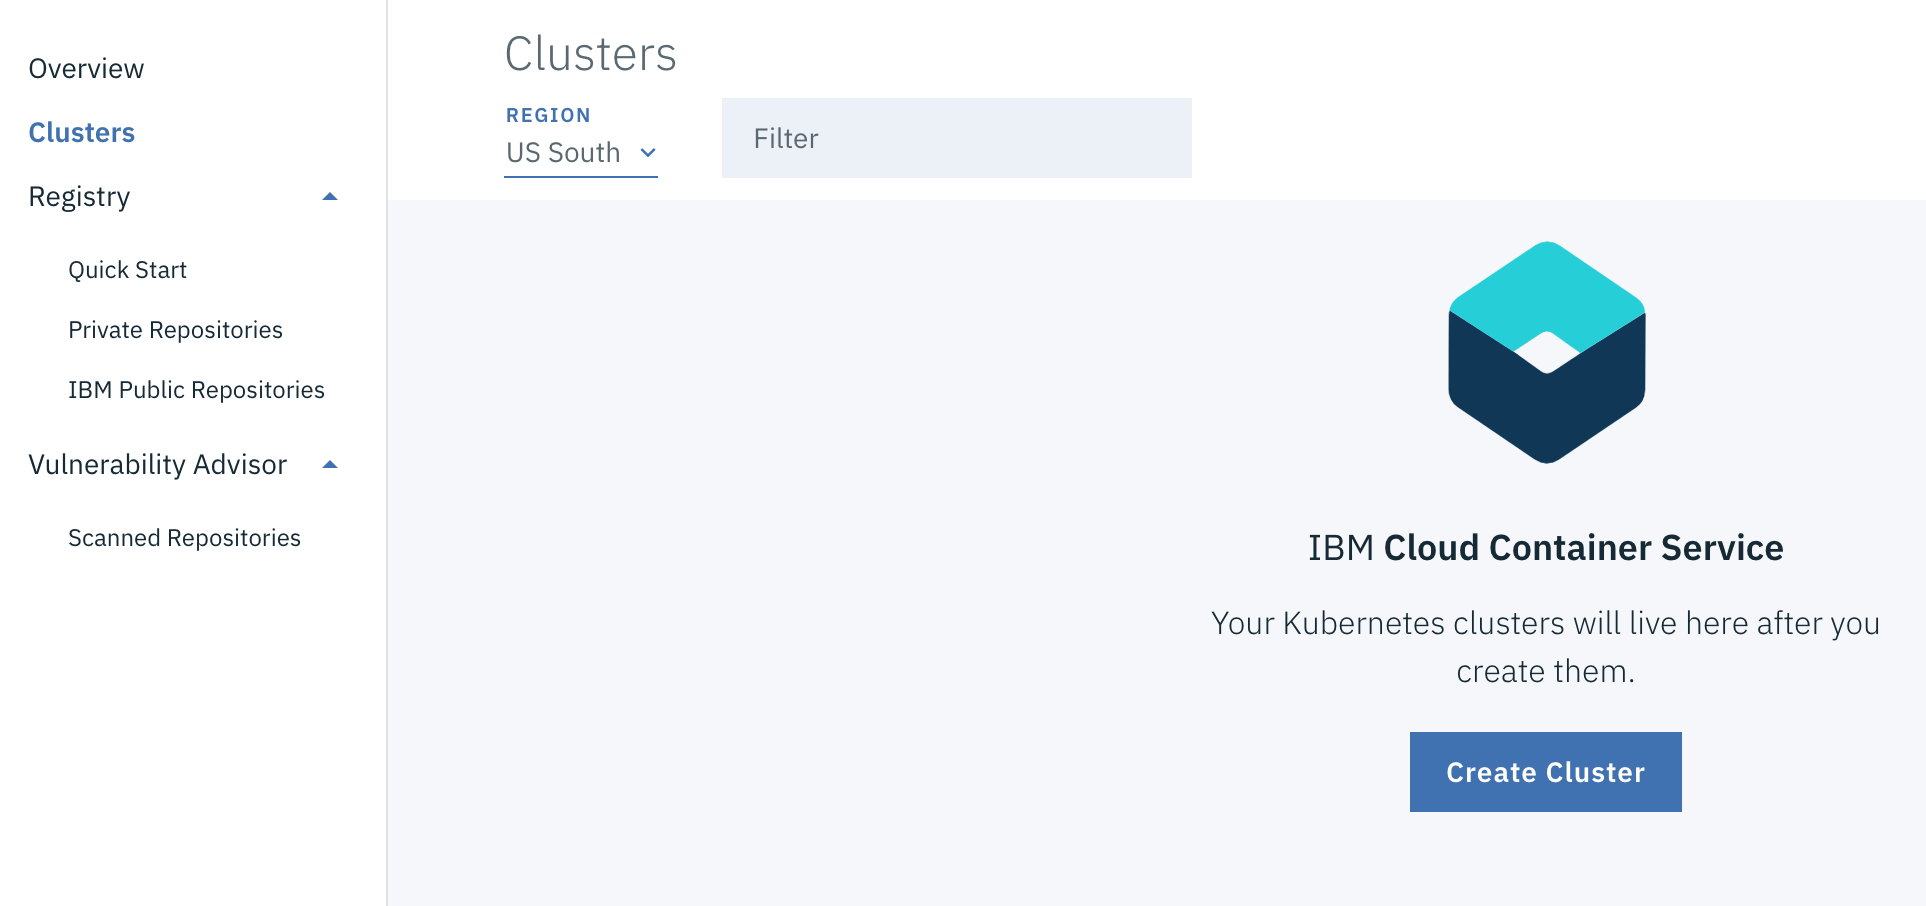 Overview
Clusters
Registry
Quick Start
Private Repositories
IBM Public Repositories
Vulnerability Advisor
Scanned Repositories
Clusters
REGION
US South
Filter
IBM Cloud Container Service
Your Kubernetes clusters will live here after you
create them.
Create Cluster